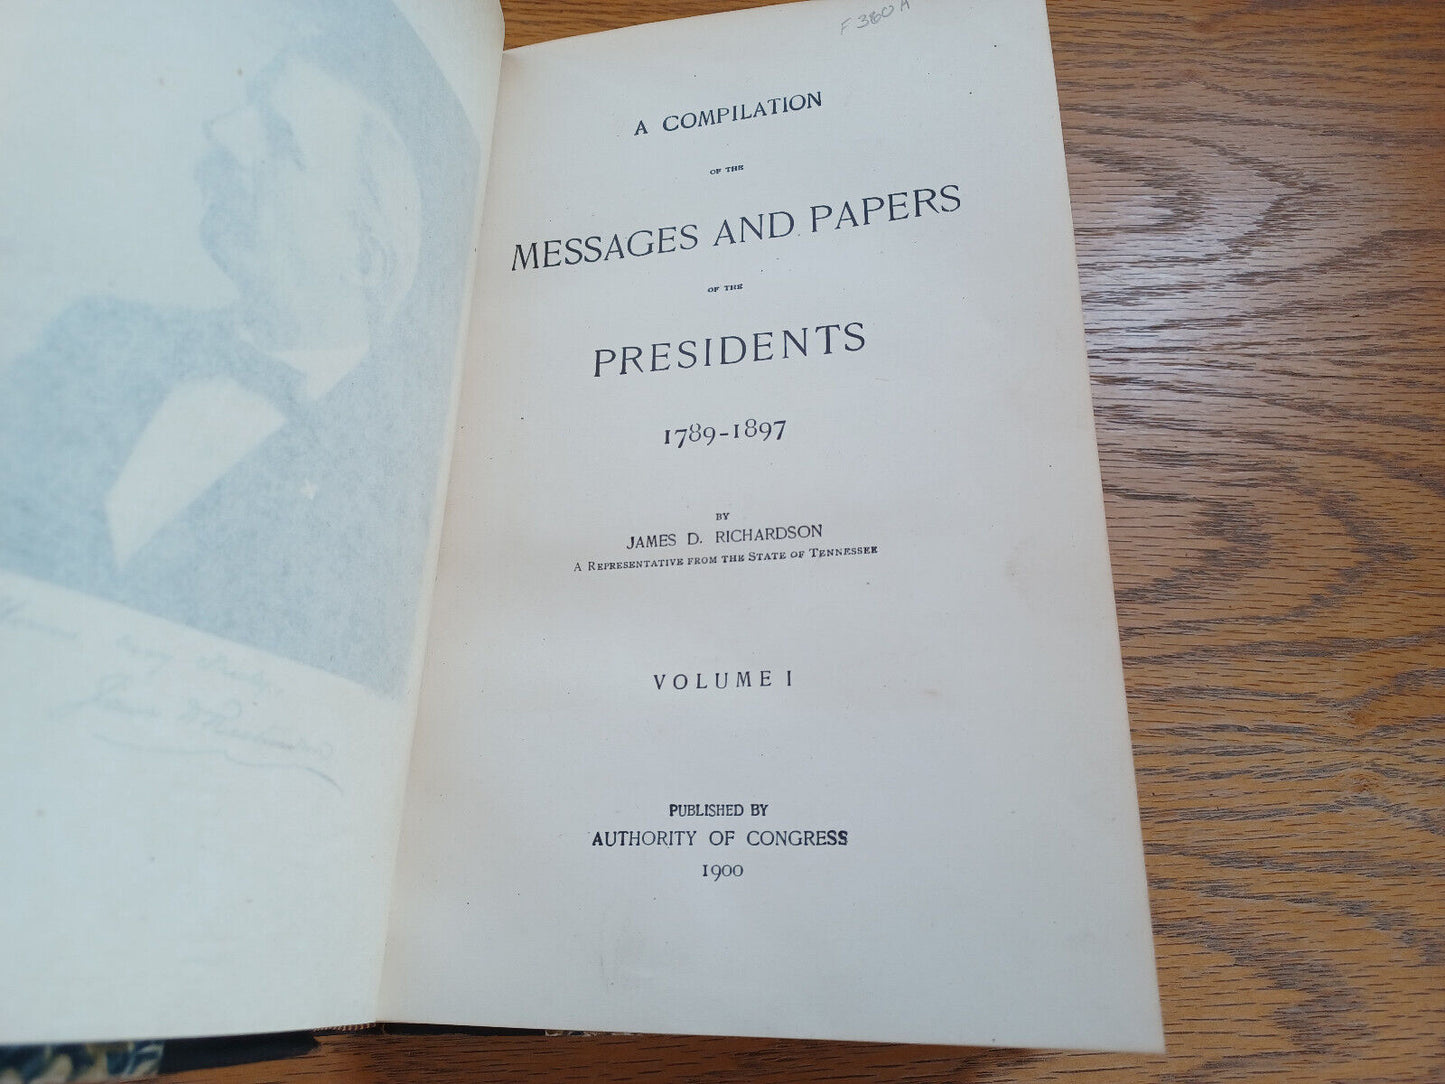 F 380 A
A COMPILATION
OF THE
MESSAGES AND PAPERS
OF THE
PRESIDENTS
1789-1897
BY
JAMES D. RICHARDSON
A REPRESENTATIVE FROM THE STATE OF TENNESSEE
VOLUME I
PUBLISHED BY
AUTHORITY OF CONGRESS
1900